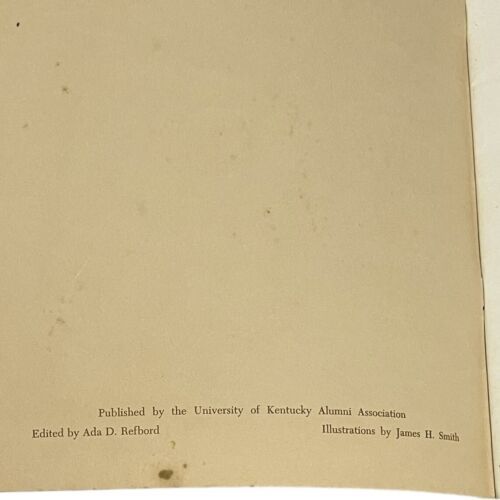 Published by the University of Kentucky Alumni Association
Edited by Ada D. Refbord Illustrations by James H. Smith